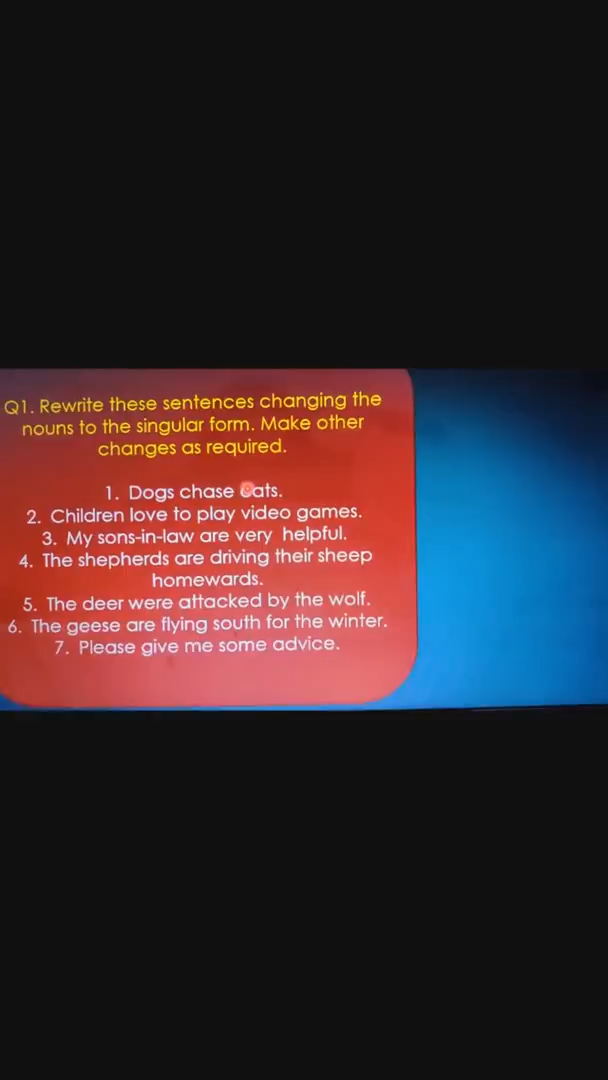 Q1. Rewrite these sentences changing the
nouns to the singular form. Make other
changes as required.
1. Dogs chase cats.
2. Children love to play video games.
3. My sons-in-law are very helpful.
4. The shepherds are driving their sheep
homewards.
5. The deer were attacked by the wolf.
6. The geese are flying south for the winter.
7. Please give me some advice.